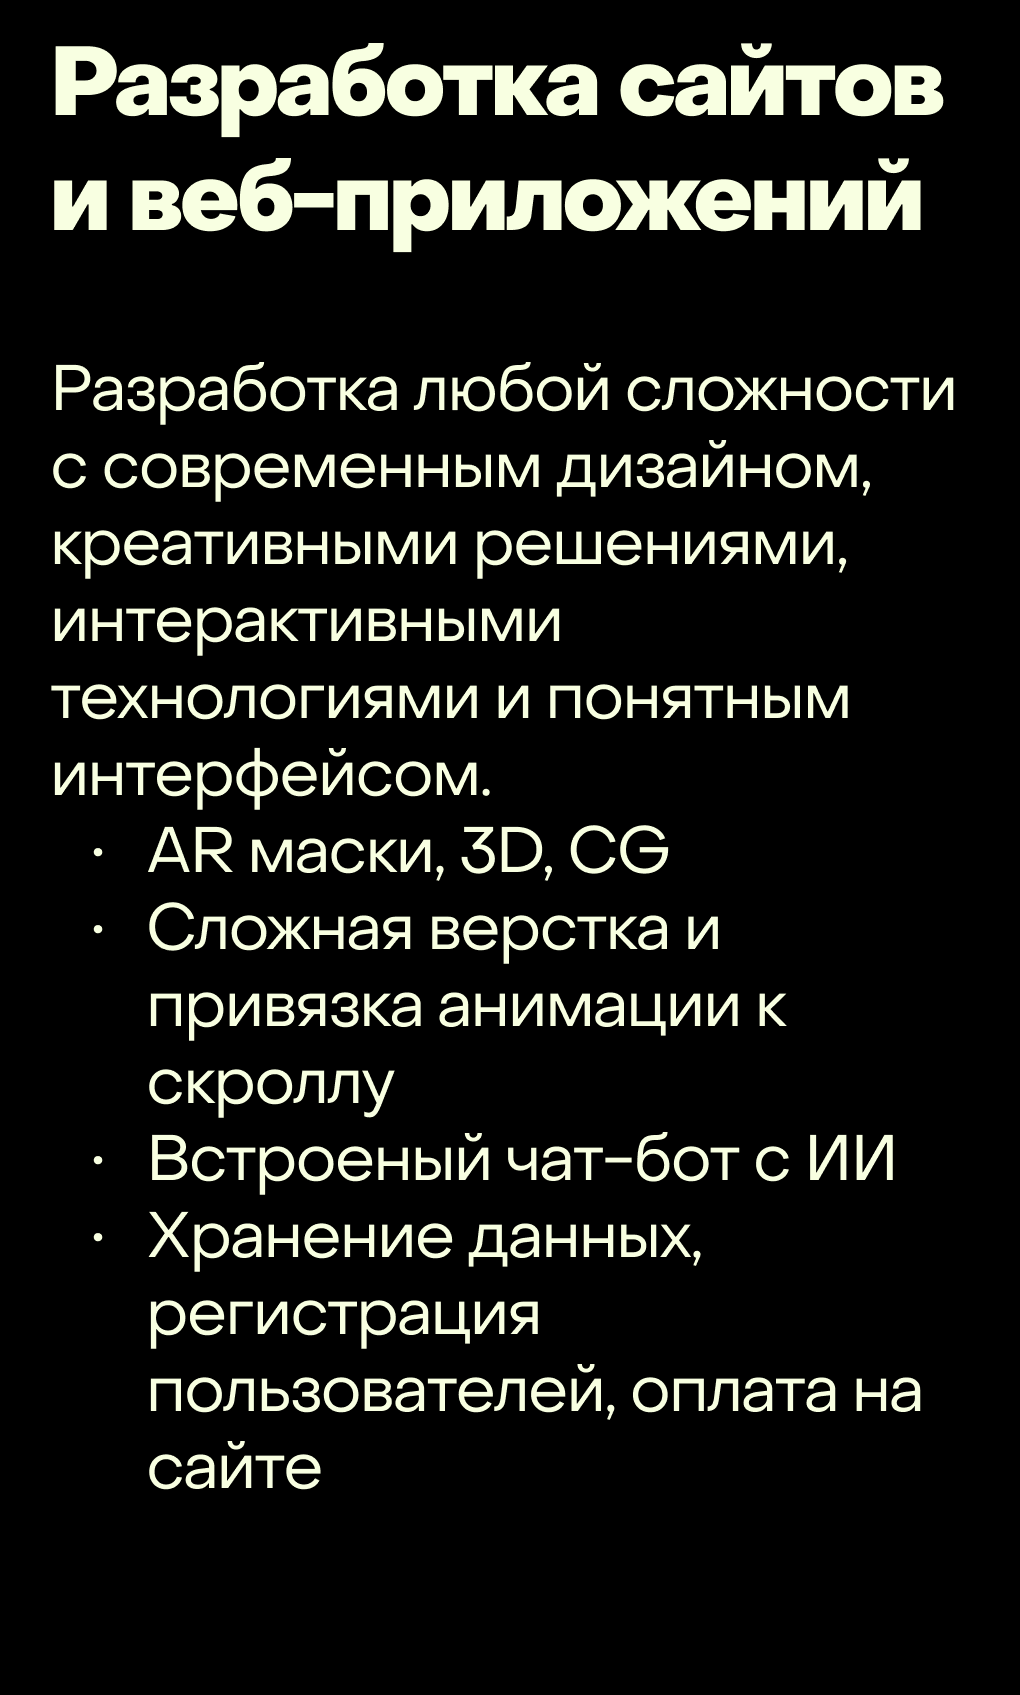 Разработка сайтов
и веб-приложений
Разработка любой сложности
с современным дизайном,
креативными решениями,
интерактивными
технологиями и понятным
интерфейсом.
· AR маски, 3D, CG
· Сложная верстка и
привязка анимации к
скроллу
· Встроеный чат-бот с ИИ
· Хранение данных,
регистрация
пользователей, оплата на
сайте